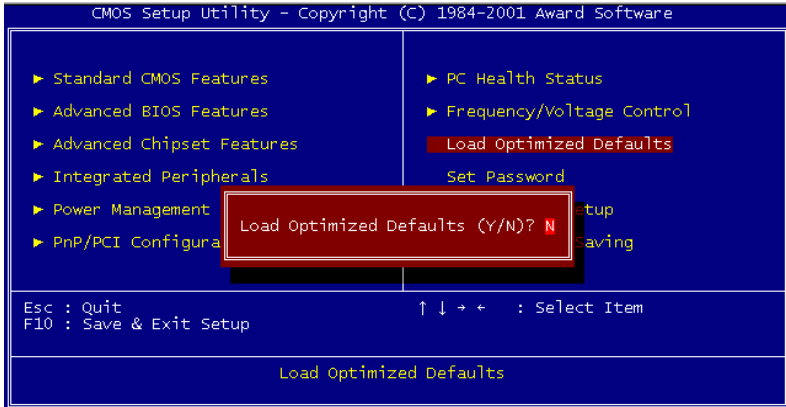 CMOS Setup Utility - Copyright (C) 1984-2001 Award Software
► Standard CMOS Features
► Advanced BIOS Features
► Advanced Chipset Features
► Integrated Peripherals
► Power Management
► PnP/PCI Configura
► PC Health Status
► Frequency/Voltage Control
Load Optimized Defaults
Set Password
etup
aving
Load Optimized Defaults (Y/N)? N
Esc : Quit
F10 : Save & Exit Setup
↑ ↓ → ← : Select Item
Load Optimized Defaults